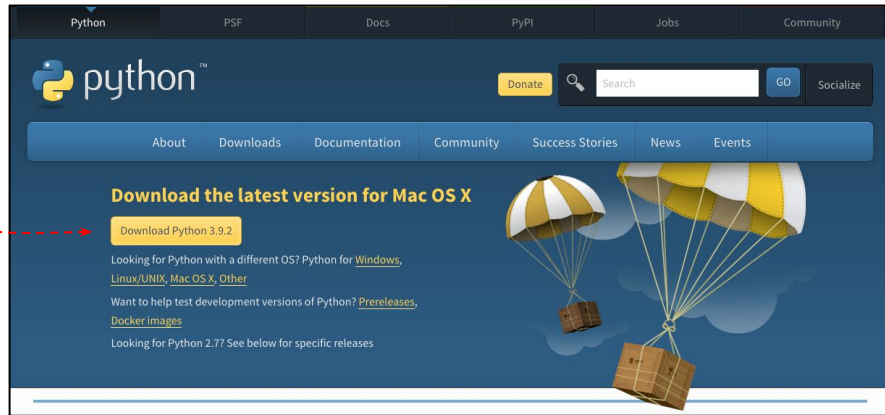 Python PSF Docs PyPI Jobs Community
python™
Donate Search GO Socialize
About Downloads Documentation Community Success Stories News Events
Download the latest version for Mac OS X
Download Python 3.9.2
Looking for Python with a different OS? Python for Windows,
Linux/UNIX, Mac OS X, Other
Want to help test development versions of Python? Prereleases,
Docker images
Looking for Python 2.7? See below for specific releases